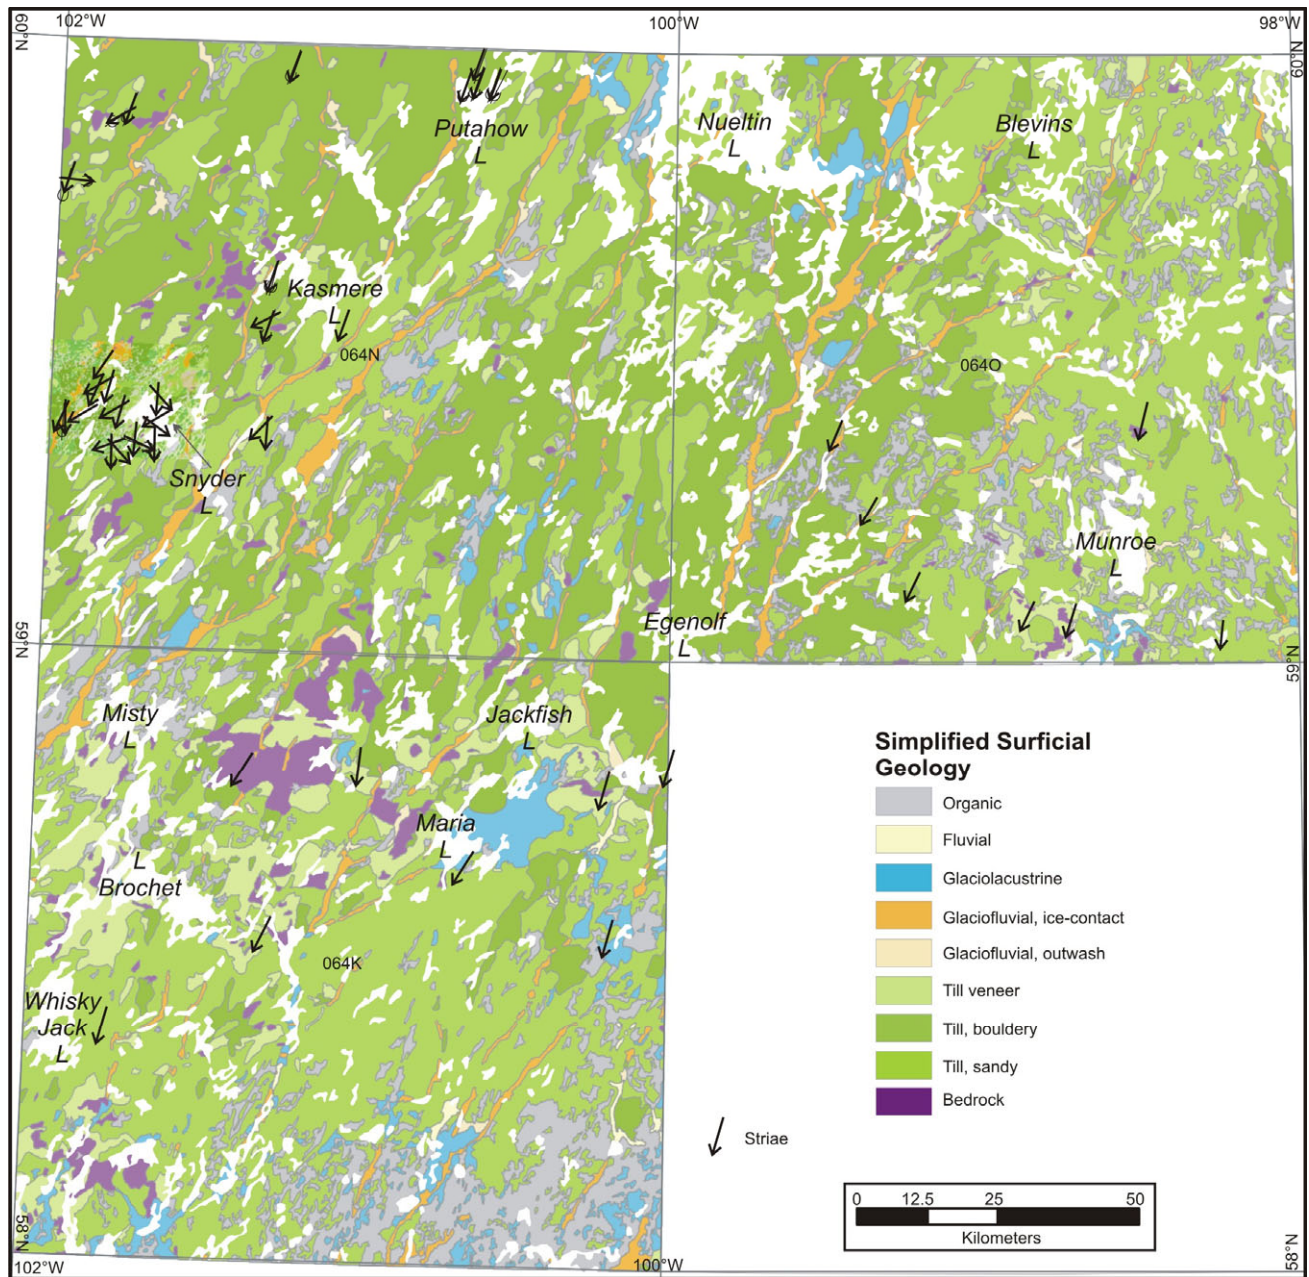 102°W
100°W
98°W
60°N
60°N
Putahow
L
Nueltin
L
Blevins
L
Kasmere
L
064N
064O
Snyder
L
Munroe
L
Egenolf
L
59°N
59°N
Misty
L
Jackfish
L
Maria
L
L
Brochet
064K
Whisky
Jack
L
Simplified Surficial
Geology
Organic
Fluvial
Glaciolacustrine
Glaciofluvial, ice-contact
Glaciofluvial, outwash
Till veneer
Till, bouldery
Till, sandy
Bedrock
Striae
0 12.5 25 50
Kilometers
58°N
58°N
102°W
100°W